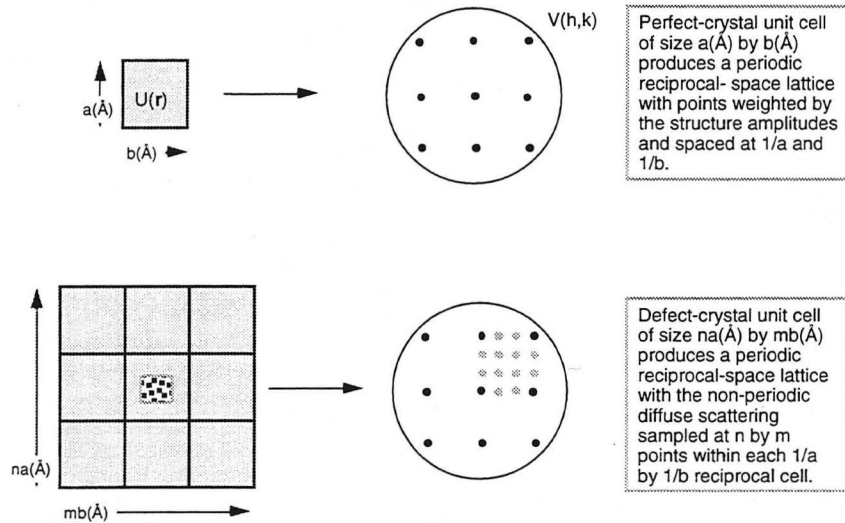 V(h,k)
a(Å)
U(r)
b(Å)
Perfect-crystal unit cell
of size a(Å) by b(Å)
produces a periodic
reciprocal- space lattice
with points weighted by
the structure amplitudes
and spaced at 1/a and
1/b.
na(Å)
mb(Å)
Defect-crystal unit cell
of size na(Å) by mb(Å)
produces a periodic
reciprocal-space lattice
with the non-periodic
diffuse scattering
sampled at n by m
points within each 1/a
by 1/b reciprocal cell.